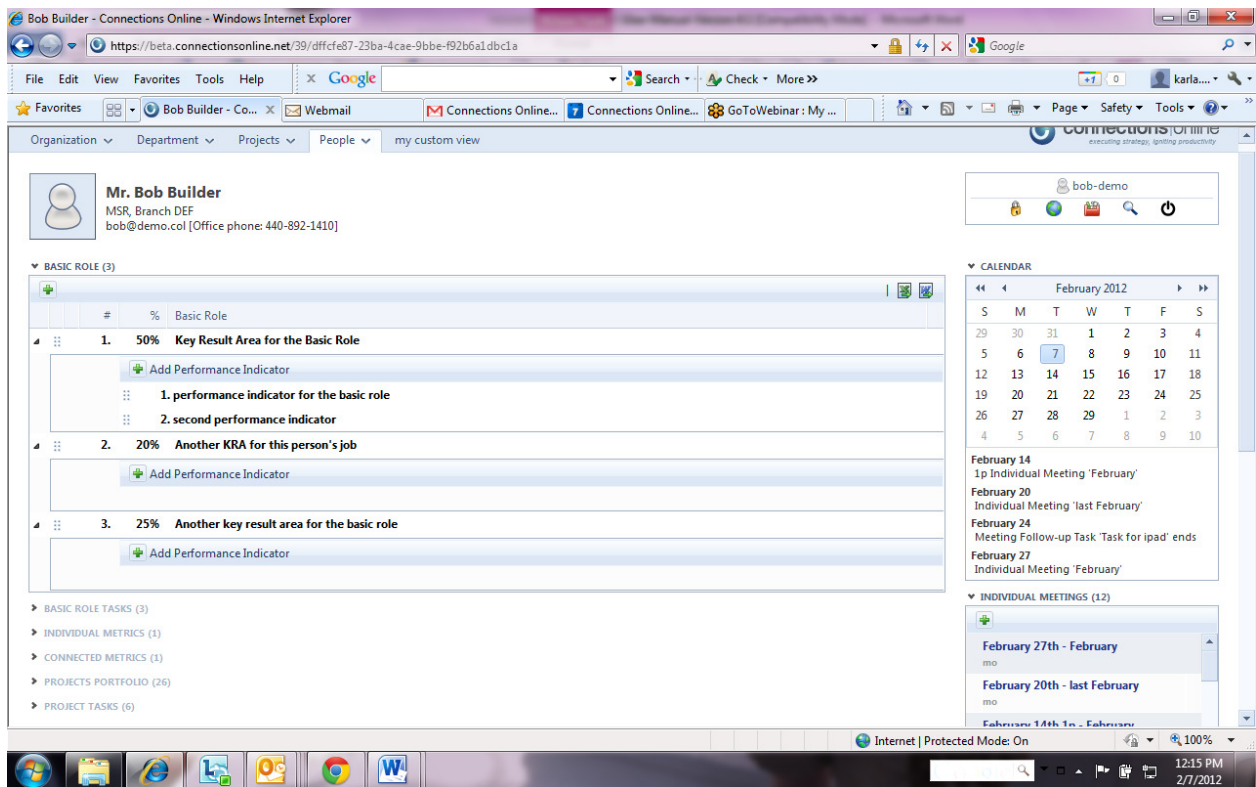 Bob Builder - Connections Online - Windows Internet Explorer
https://beta.connectionsonline.net/39/dffcfe87-23ba-4cae-9bbe-f92b6a1dbc1a
Google
File Edit View Favorites Tools Help x Google Search Check More >> +1 0 karla....
Favorites Bob Builder - Co... X Webmail Connections Online... 7 Connections Online... GoToWebinar : My ... Page Safety Tools
Organization Department Projects People my custom view
connections|online
executing strategy, igniting productivity
Mr. Bob Builder
MSR, Branch DEF
bob@demo.col [Office phone: 440-892-1410]
bob-demo
BASIC ROLE (3)
# % Basic Role
1. 50% Key Result Area for the Basic Role
Add Performance Indicator
1. performance indicator for the basic role
2. second performance indicator
2. 20% Another KRA for this person's job
Add Performance Indicator
3. 25% Another key result area for the basic role
Add Performance Indicator
BASIC ROLE TASKS (3)
INDIVIDUAL METRICS (1)
CONNECTED METRICS (1)
PROJECTS PORTFOLIO (26)
PROJECT TASKS (6)
CALENDAR
February 2012
S M T W T F S
29 30 31 1 2 3 4
5 6 7 8 9 10 11
12 13 14 15 16 17 18
19 20 21 22 23 24 25
26 27 28 29 1 2 3
4 5 6 7 8 9 10
February 14
1p Individual Meeting 'February'
February 20
Individual Meeting 'last February'
February 24
Meeting Follow-up Task 'Task for ipad' ends
February 27
Individual Meeting 'February'
INDIVIDUAL MEETINGS (12)
February 27th - February
mo
February 20th - last February
mo
February 14th 1p - February
Internet | Protected Mode: On 100%
12:15 PM
2/7/2012